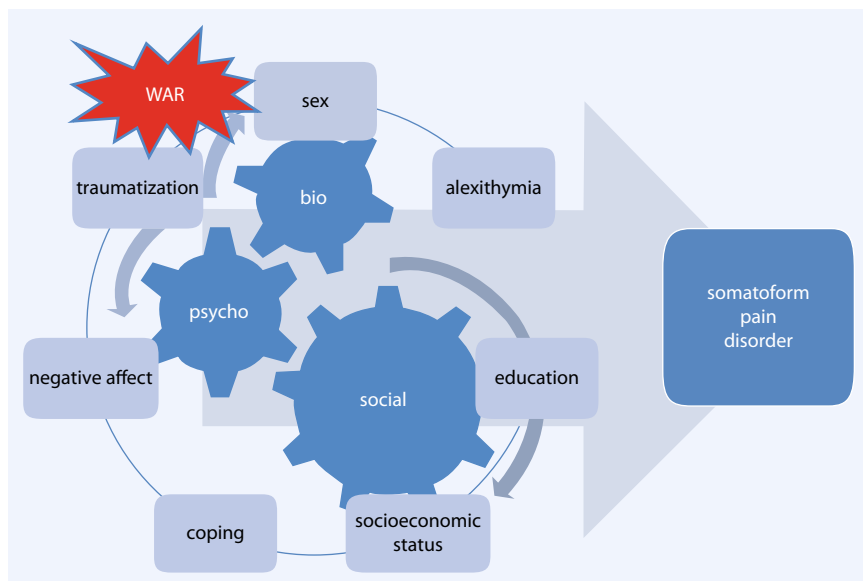 WAR
sex
traumatization
alexithymia
bio
psycho
somatoform
pain
disorder
negative affect
social
education
coping
socioeconomic
status